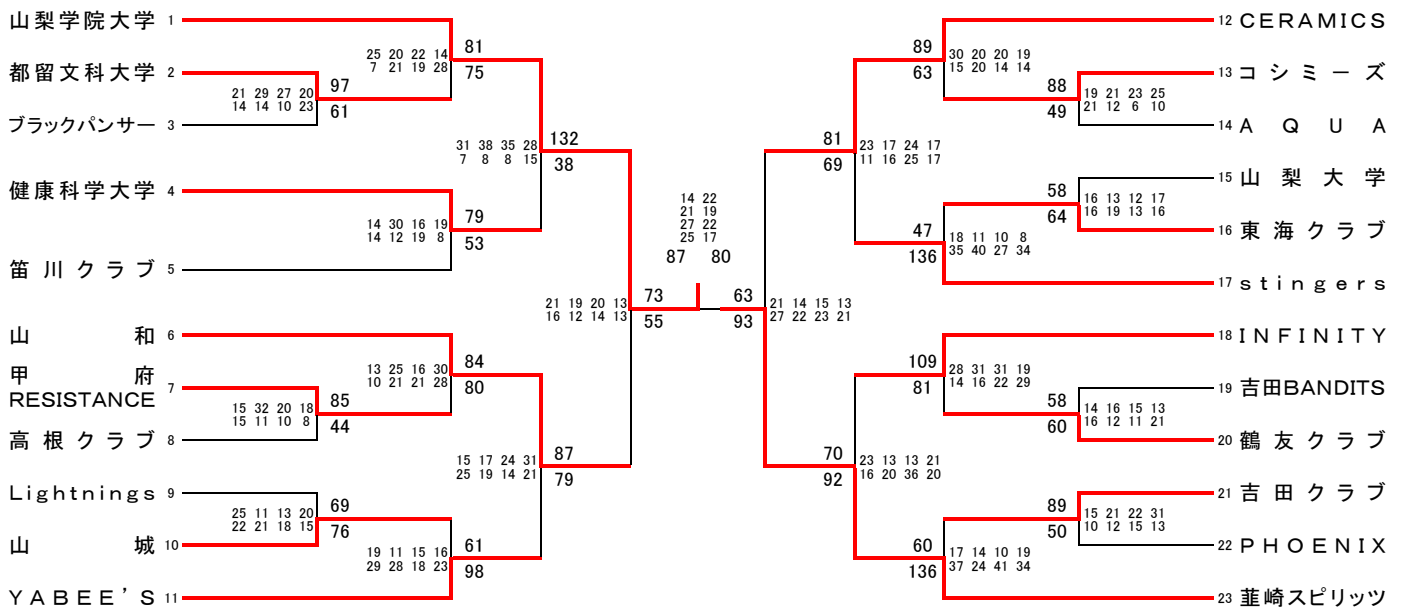 山梨学院大学 1
都留文科大学 2
ブラックパンサー 3
健康科学大学 4
笛川クラブ 5
山和 6
甲府
RESISTANCE 7
高根クラブ 8
Lightnings 9
山城 10
YABEE'S 11
25 20 22 14
7 21 19 28
81
75
21 29 27 20
14 14 10 23
97
61
31 38 35 28
7 8 8 15
132
38
14 30 16 19
14 12 19 8
79
53
21 19 20 13
16 12 14 13
73
55
13 25 16 30
10 21 21 28
84
80
15 32 20 18
15 11 10 8
85
44
15 17 24 31
25 19 14 21
87
79
25 11 13 20
22 21 18 15
69
76
19 11 15 16
29 28 18 23
61
98
14 22
21 19
27 22
25 17
87 80
12 CERAMICS
13 コシミーズ
14 AQUA
15 山梨大学
16 東海クラブ
17 stingers
18 INFINITY
19 吉田BANDITS
20 鶴友クラブ
21 吉田クラブ
22 PHOENIX
23 韮崎スピリッツ
89
63
30 20 20 19
15 20 14 14
88
49
19 21 23 25
21 12 6 10
81
69
23 17 24 17
11 16 25 17
58
64
16 13 12 17
16 19 13 16
47
136
18 11 10 8
35 40 27 34
63
93
21 14 15 13
27 22 23 21
109
81
28 31 31 19
14 16 22 29
58
60
14 16 15 13
16 12 11 21
70
92
23 13 13 21
16 20 36 20
89
50
15 21 22 31
10 12 15 13
60
136
17 14 10 19
37 24 41 34